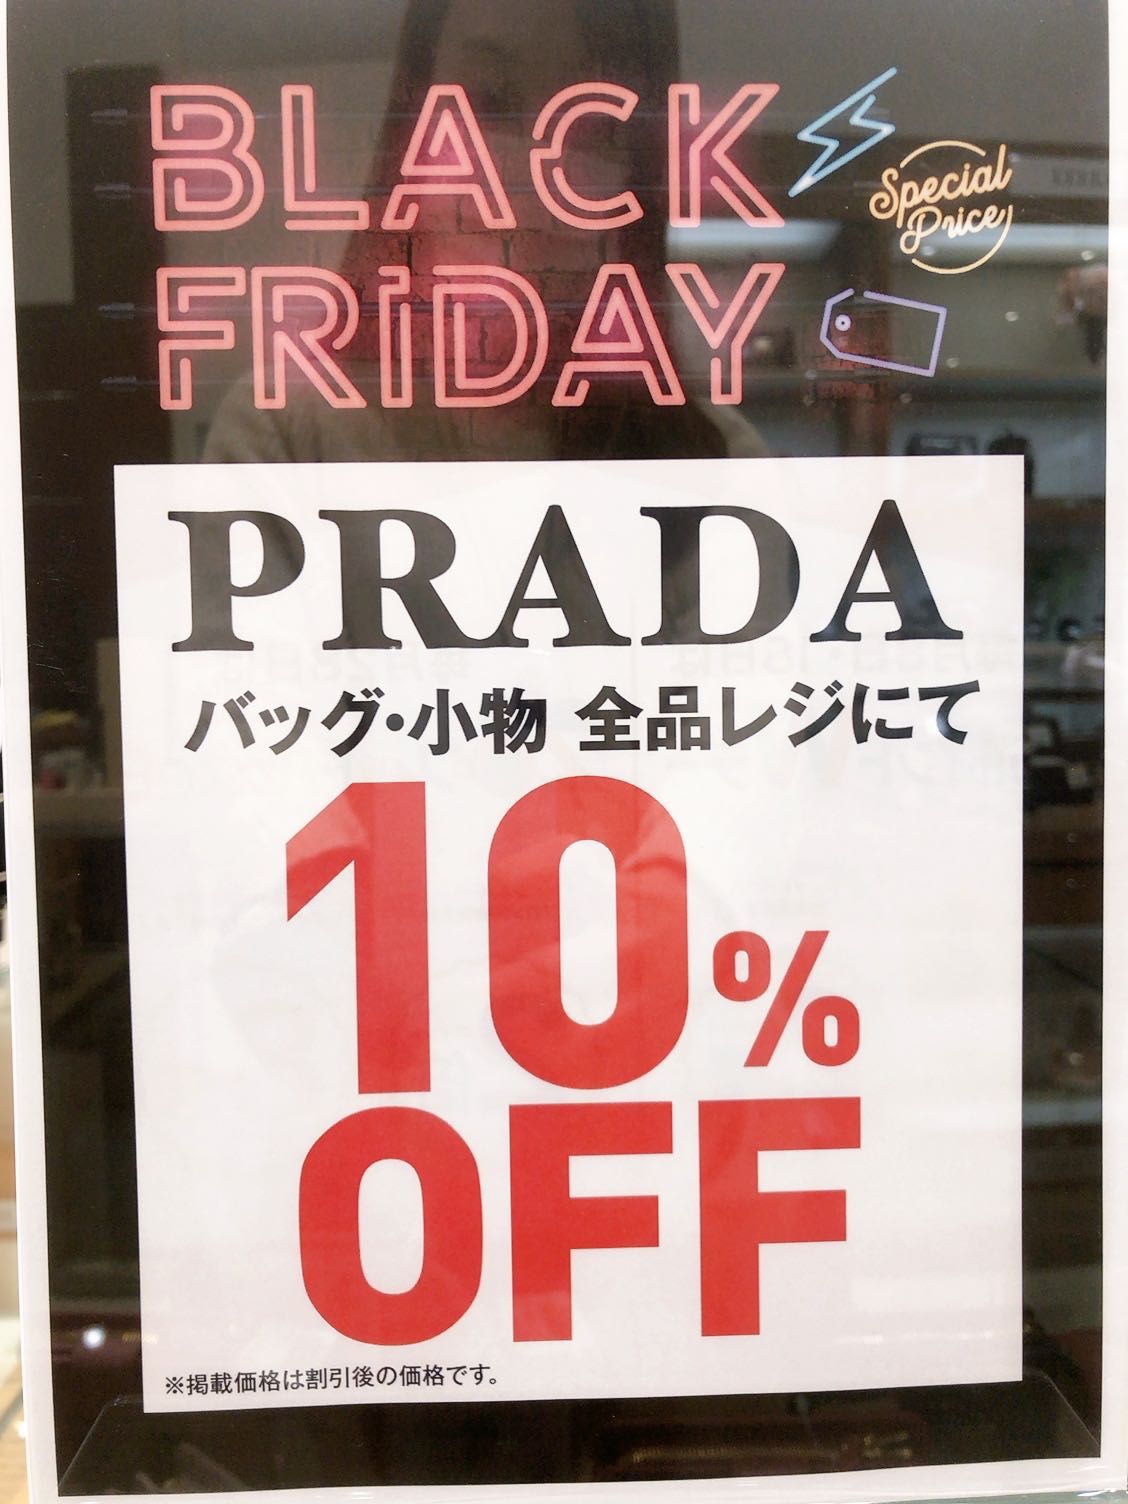 BLACK
FRIDAY
Special
Price
PRADA
バッグ・小物 全品レジにて
10%
OFF
※掲載価格は割引後の価格です。